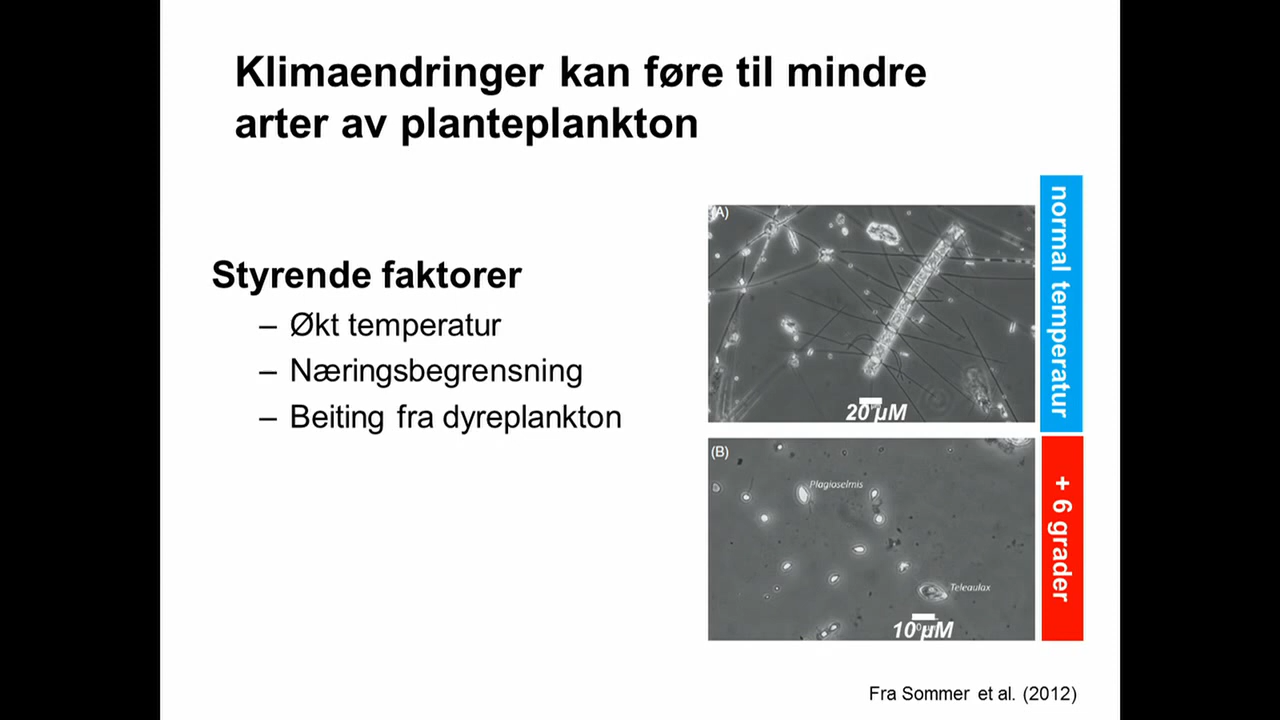 Klimaendringer kan føre til mindre
arter av planteplankton
Styrende faktorer
– Økt temperatur
– Næringsbegrensning
– Beiting fra dyreplankton
(A)
20 µM
normal temperatur
(B)
Plagioselmis
Teleaulax
10 µM
+ 6 grader
Fra Sommer et al. (2012)